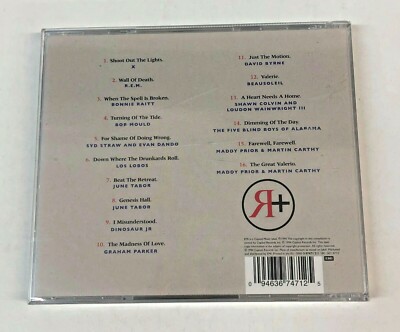 1. Shoot Out the Lights.
X
2. Wall Of Death.
R.E.M.
3. When The Spell is Broken.
BONNIE RAITT
4. Turning Of The Tide.
BOB MOULD
5. For Shame Of Doing Wrong.
SYD STRAW AND EVAN DANDO
6. Down Where The Drunkards Roll.
LOS LOBOS
7. Beat The Retreat.
JUNE TABOR
8. Genesis Hall.
JUNE TABOR
9. I Misunderstood.
DINOSAUR JR
10. The Madness Of Love.
GRAHAM PARKER
11. Just The Motion.
DAVID BYRNE
12. Valerie.
BEAUSOLEIL
13. A Heart Needs A Home.
SHAWN COLVIN AND
LOUDON WAINWRIGHT III
14. Dimming Of The Day.
THE FIVE BLIND BOYS OF ALABAMA
15. Farewell, Farewell.
MADDY PRIOR & MARTIN CARTHY
16. The Great Valerio.
MADDY PRIOR & MARTIN CARTHY
R+
0 94636 74712 5